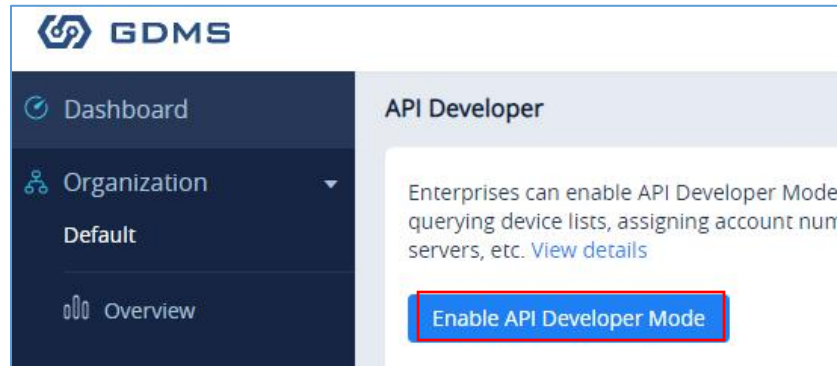 GDMS
Dashboard
Organization
Default
Overview
API Developer
Enterprises can enable API Developer Mode
querying device lists, assigning account num
servers, etc. View details
Enable API Developer Mode